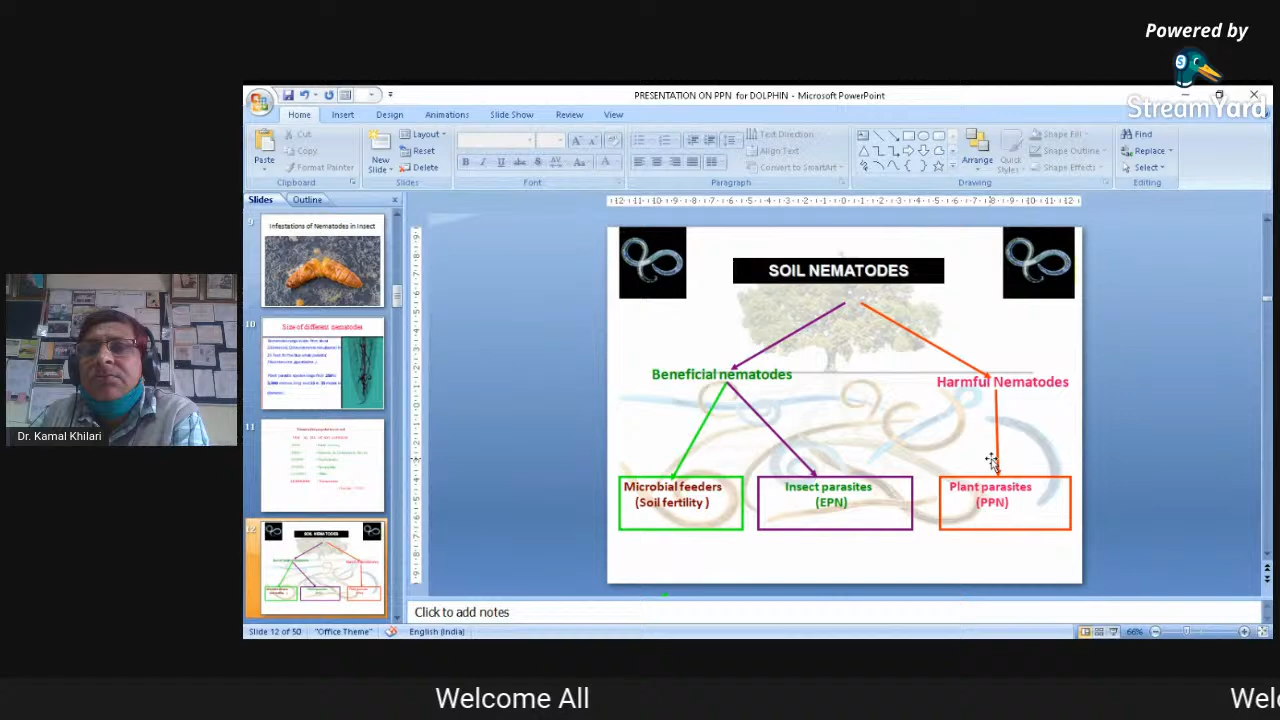 Powered by
StreamYard
PRESENTATION ON PPN for DOLPHIN - Microsoft PowerPoint
Home Insert Design Animations Slide Show Review View
Paste
Cut
Copy
Format Painter
Clipboard
New
Slide
Layout
Reset
Delete
Slides
Font
Text Direction
Align Text
Convert to SmartArt
Paragraph
Arrange
Quick
Styles
Shape Fill
Shape Outline
Shape Effects
Drawing
Find
Replace
Select
Editing
Slides Outline
9
Infestations of Nematodes in Insect
10
Size of different nematodes
11
12
SOIL NEMATODES
SOIL NEMATODES
Beneficial nematodes
Harmful Nematodes
Microbial feeders
(Soil fertility )
Insect parasites
(EPN)
Plant parasites
(PPN)
Click to add notes
Slide 12 of 50 "Office Theme" English (India) 66%
Dr. Kamal Khilari
Welcome All